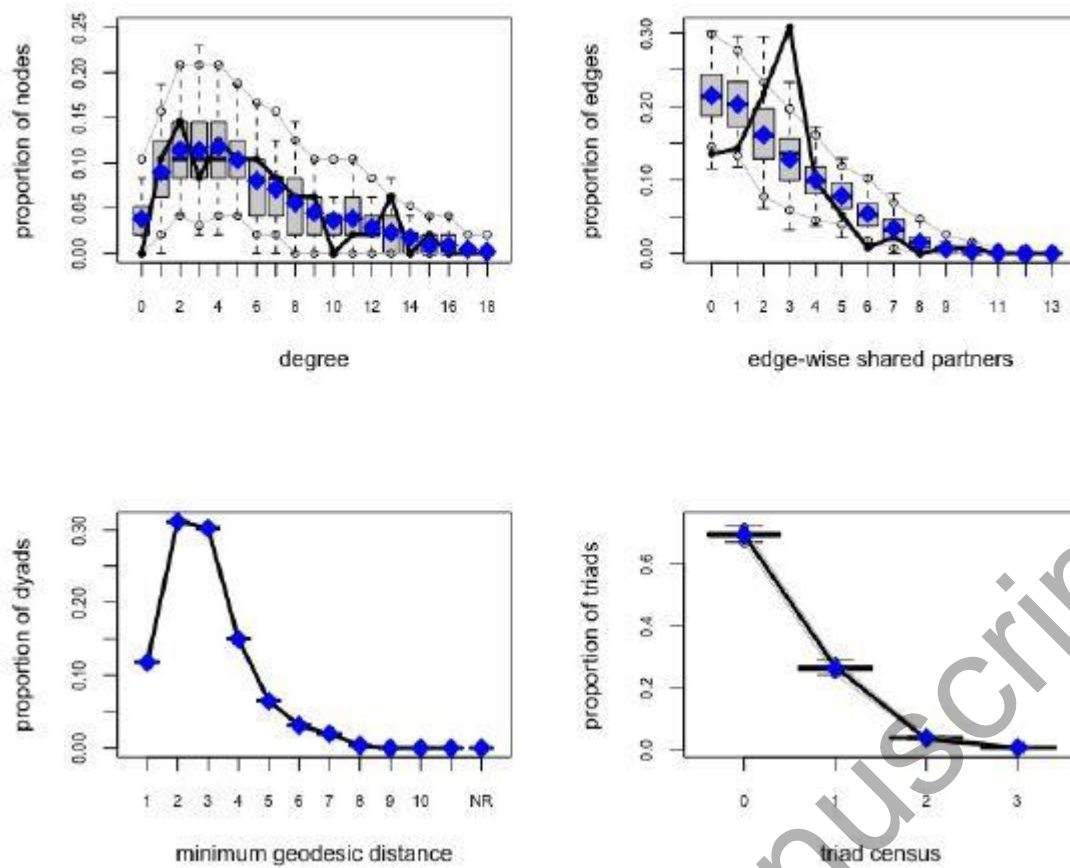 proportion of nodes
0.00 0.05 0.10 0.15 0.20 0.25
0 2 4 6 8 10 12 14 16 18
degree
proportion of edges
0.00 0.10 0.20 0.30
0 1 2 3 4 5 6 7 8 9 11 13
edge-wise shared partners
proportion of dyads
0.00 0.10 0.20 0.30
1 2 3 4 5 6 7 8 9 10 NR
minimum geodesic distance
proportion of triads
0.0 0.2 0.4 0.6
0 1 2 3
triad census
nuscrip